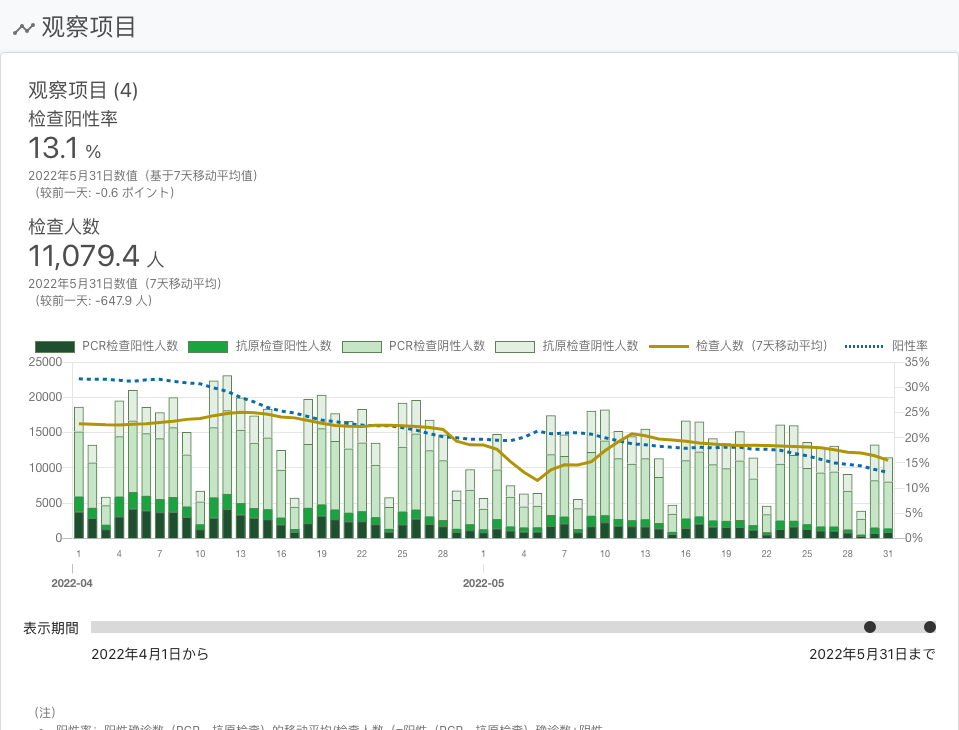 观察项目
观察项目 (4)
检查阳性率
13.1 %
2022年5月31日数值（基于7天移动平均值）
（较前一天: -0.6 ポイント）
检查人数
11,079.4 人
2022年5月31日数值（7天移动平均）
（较前一天: -647.9 人）
PCR检查阳性人数 抗原检查阳性人数 PCR检查阴性人数 抗原检查阴性人数 检查人数（7天移动平均） 阳性率
25000 35%
30%
20000
25%
15000 20%
15%
10000
10%
5000
5%
0 0%
1 4 7 10 13 16 19 22 25 28 1 4 7 10 13 16 19 22 25 28 31
2022-04 2022-05
表示期間
2022年4月1日から 2022年5月31日まで
（注）